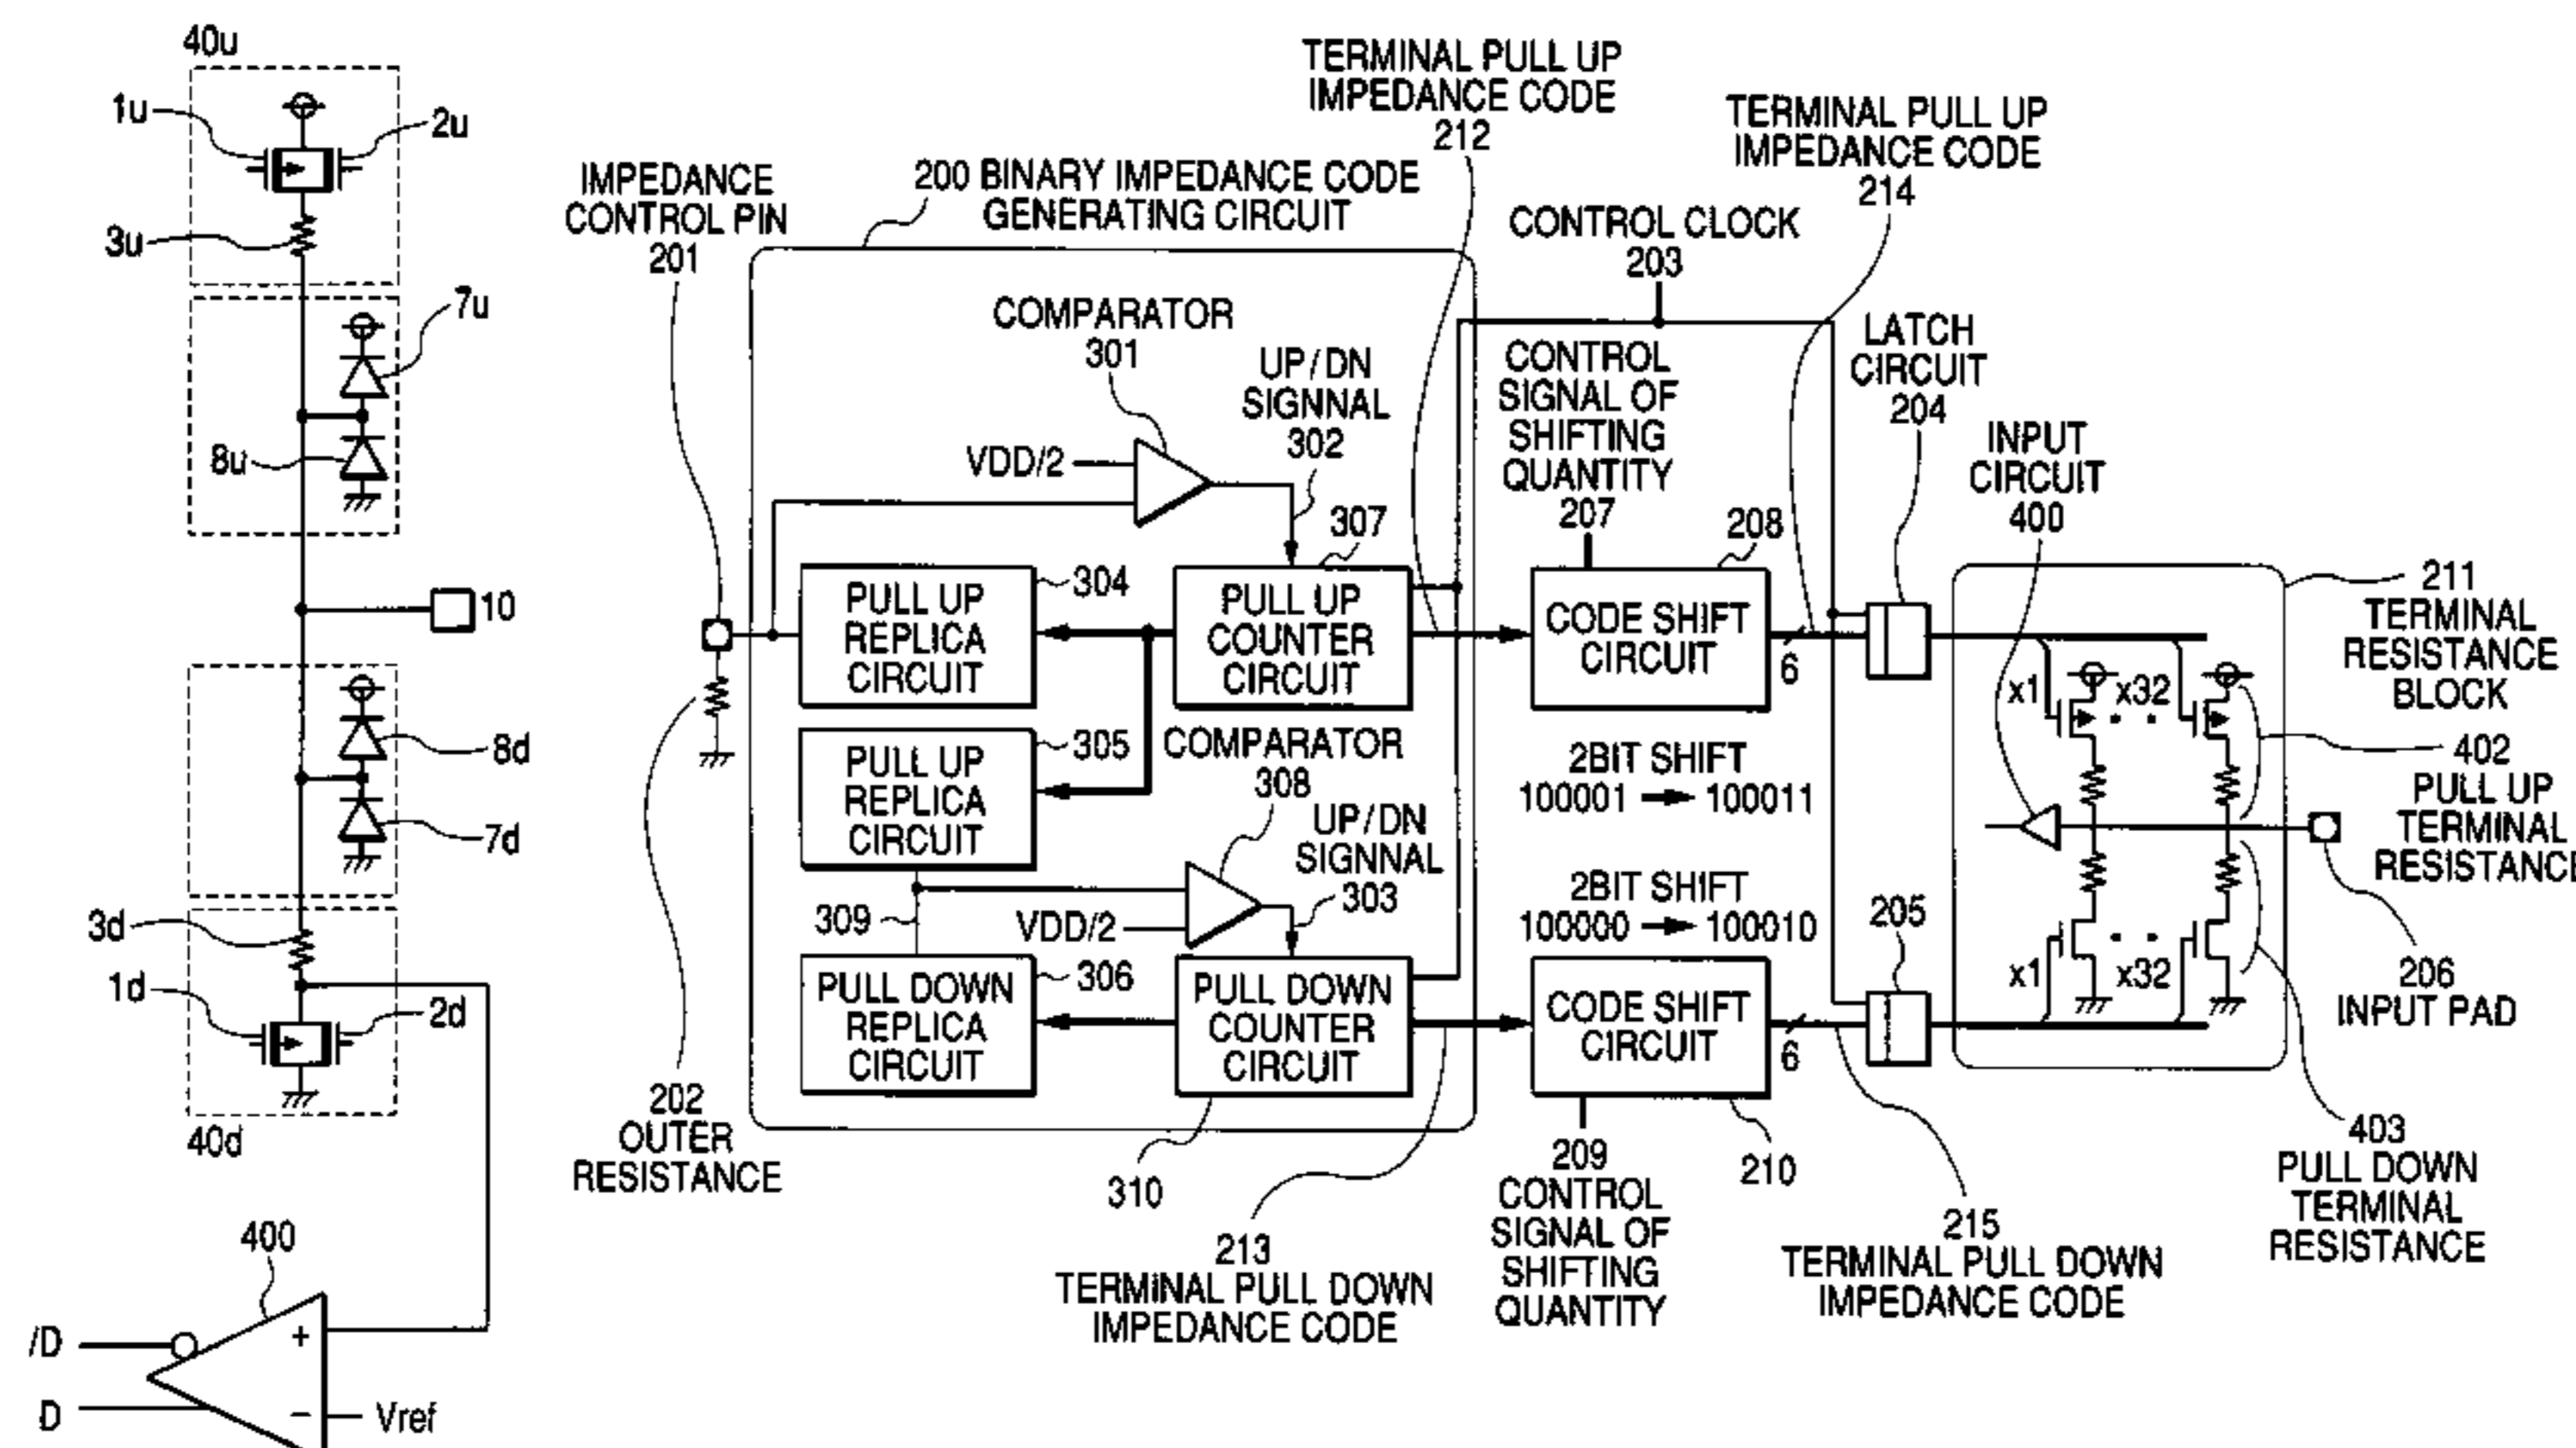 40u
1u
2u
3u
7u
8u
10
8d
7d
3d
1d
2d
40d
400
/D
D
+
−
Vref
IMPEDANCE
CONTROL PIN
201
200 BINARY IMPEDANCE CODE
GENERATING CIRCUIT
TERMINAL PULL UP
IMPEDANCE CODE
212
TERMINAL PULL UP
IMPEDANCE CODE
214
CONTROL CLOCK
203
COMPARATOR
301
UP/DN
SIGNNAL
302
VDD/2
307
304
PULL UP
REPLICA
CIRCUIT
PULL UP
COUNTER
CIRCUIT
305
PULL UP
REPLICA
CIRCUIT
COMPARATOR
308
UP/DN
SIGNNAL
303
309
VDD/2
306
PULL DOWN
REPLICA
CIRCUIT
PULL DOWN
COUNTER
CIRCUIT
310
202
OUTER
RESISTANCE
213
TERMINAL PULL DOWN
IMPEDANCE CODE
CONTROL
SIGNAL OF
SHIFTING
QUANTITY
207
208
CODE SHIFT
CIRCUIT
6
2BIT SHIFT
100001 → 100011
2BIT SHIFT
100000 → 100010
CODE SHIFT
CIRCUIT
6
209
CONTROL
SIGNAL OF
SHIFTING
QUANTITY
210
215
TERMINAL PULL DOWN
IMPEDANCE CODE
LATCH
CIRCUIT
204
205
INPUT
CIRCUIT
400
211
TERMINAL
RESISTANCE
BLOCK
x1
x32
402
PULL UP
TERMINAL
RESISTANCE
x1
x32
206
INPUT PAD
403
PULL DOWN
TERMINAL
RESISTANCE